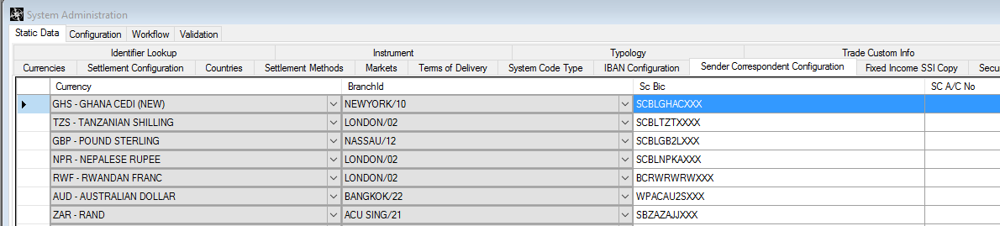 System Administration
Static Data Configuration Workflow Validation
Identifier Lookup Instrument Typology Trade Custom Info
Currencies Settlement Configuration Countries Settlement Methods Markets Terms of Delivery System Code Type IBAN Configuration Sender Correspondent Configuration Fixed Income SSI Copy Secu
Currency BranchId Sc Bic SC A/C No
GHS - GHANA CEDI (NEW) NEWYORK/10 SCBLGHACXXX
TZS - TANZANIAN SHILLING LONDON/02 SCBLTZTXXXX
GBP - POUND STERLING NASSAU/12 SCBLGB2LXXX
NPR - NEPALESE RUPEE LONDON/02 SCBLNPKAXXX
RWF - RWANDAN FRANC LONDON/02 BCRWRWRWXXX
AUD - AUSTRALIAN DOLLAR BANGKOK/22 WPACAU2SXXX
ZAR - RAND ACU SING/21 SBZAZAJJXXX